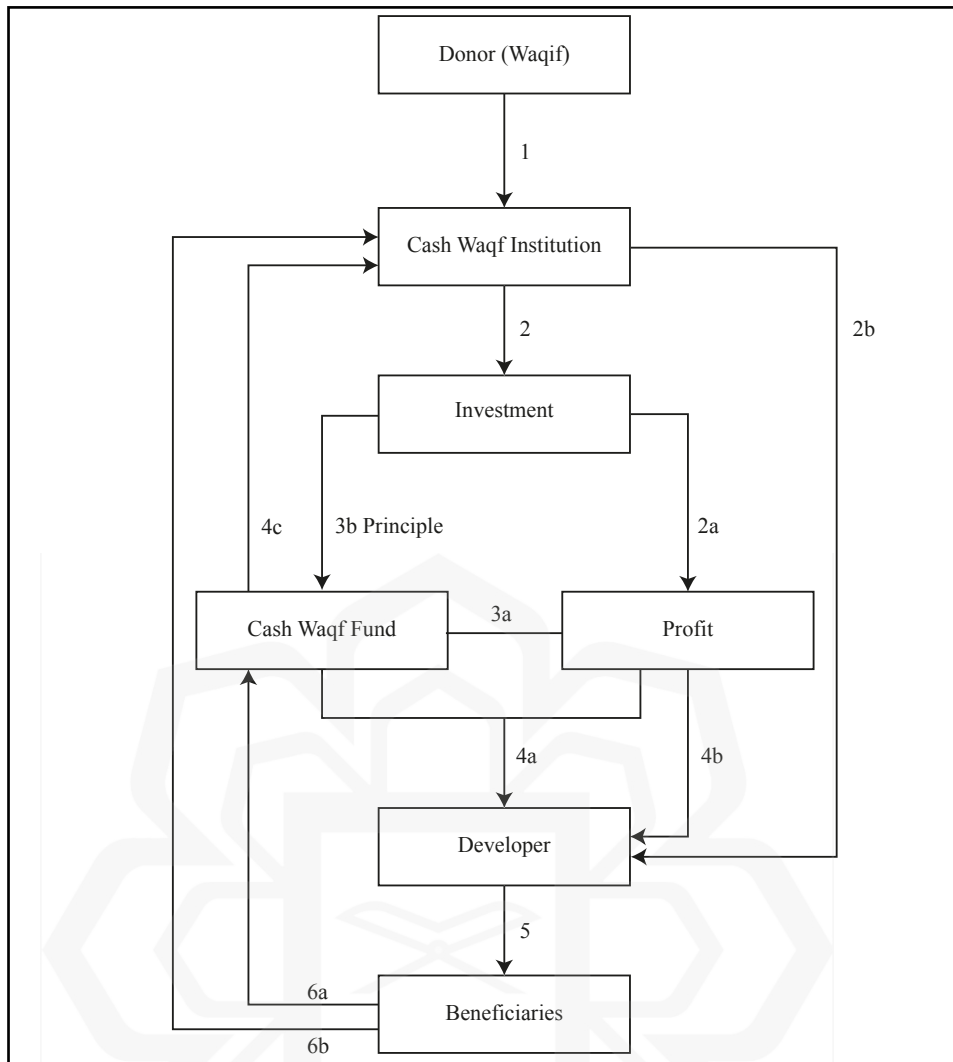 Donor (Waqif)
1
Cash Waqf Institution
2
2b
Investment
4c
3b Principle
2a
Cash Waqf Fund
3a
Profit
4a
4b
Developer
5
6a
Beneficiaries
6b